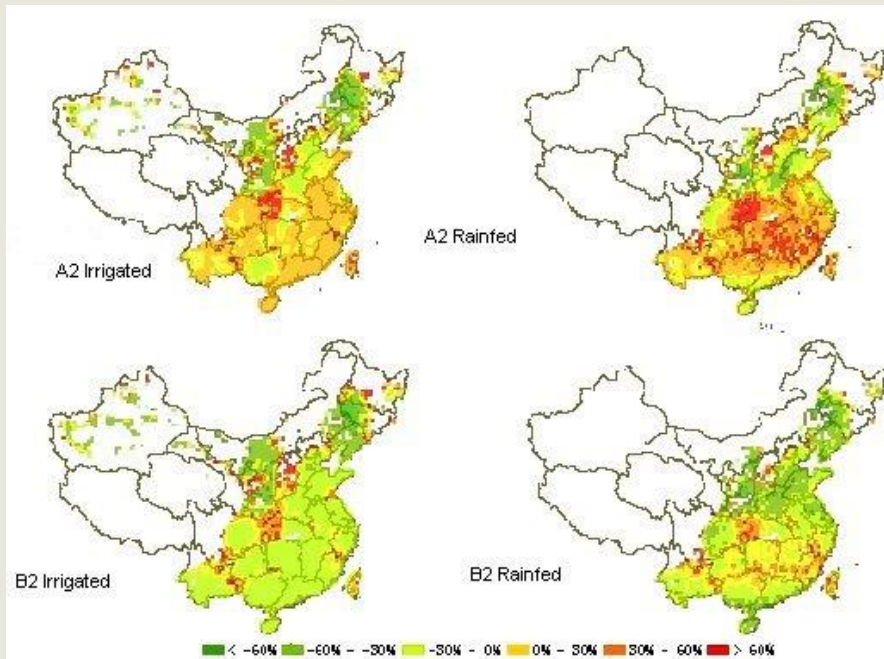 A2 Irrigated
A2 Rainfed
B2 Irrigated
B2 Rainfed
< -60% -60% - -30% -30% - 0% 0% - 30% 30% - 60% > 60%